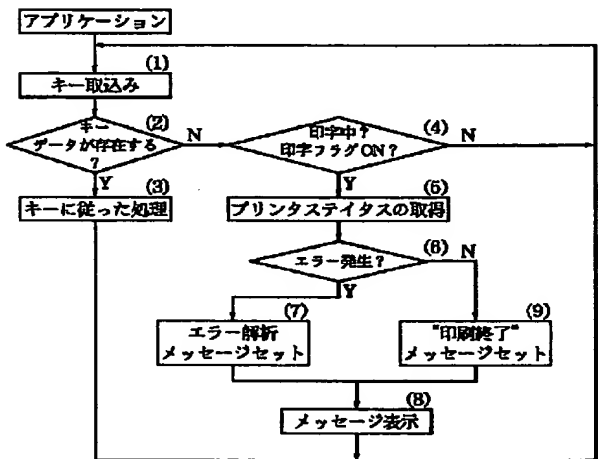 アプリケーション
(1)
キー取込み
(2)
キー
データが存在する
?
N
Y
(3)
キーに従った処理
(4)
印字中?
印字フラグON?
N
Y
(5)
プリンタステイタスの取得
(6)
エラー発生?
N
Y
(7)
エラー解析
メッセージセット
(9)
"印刷終了"
メッセージセット
(8)
メッセージ表示